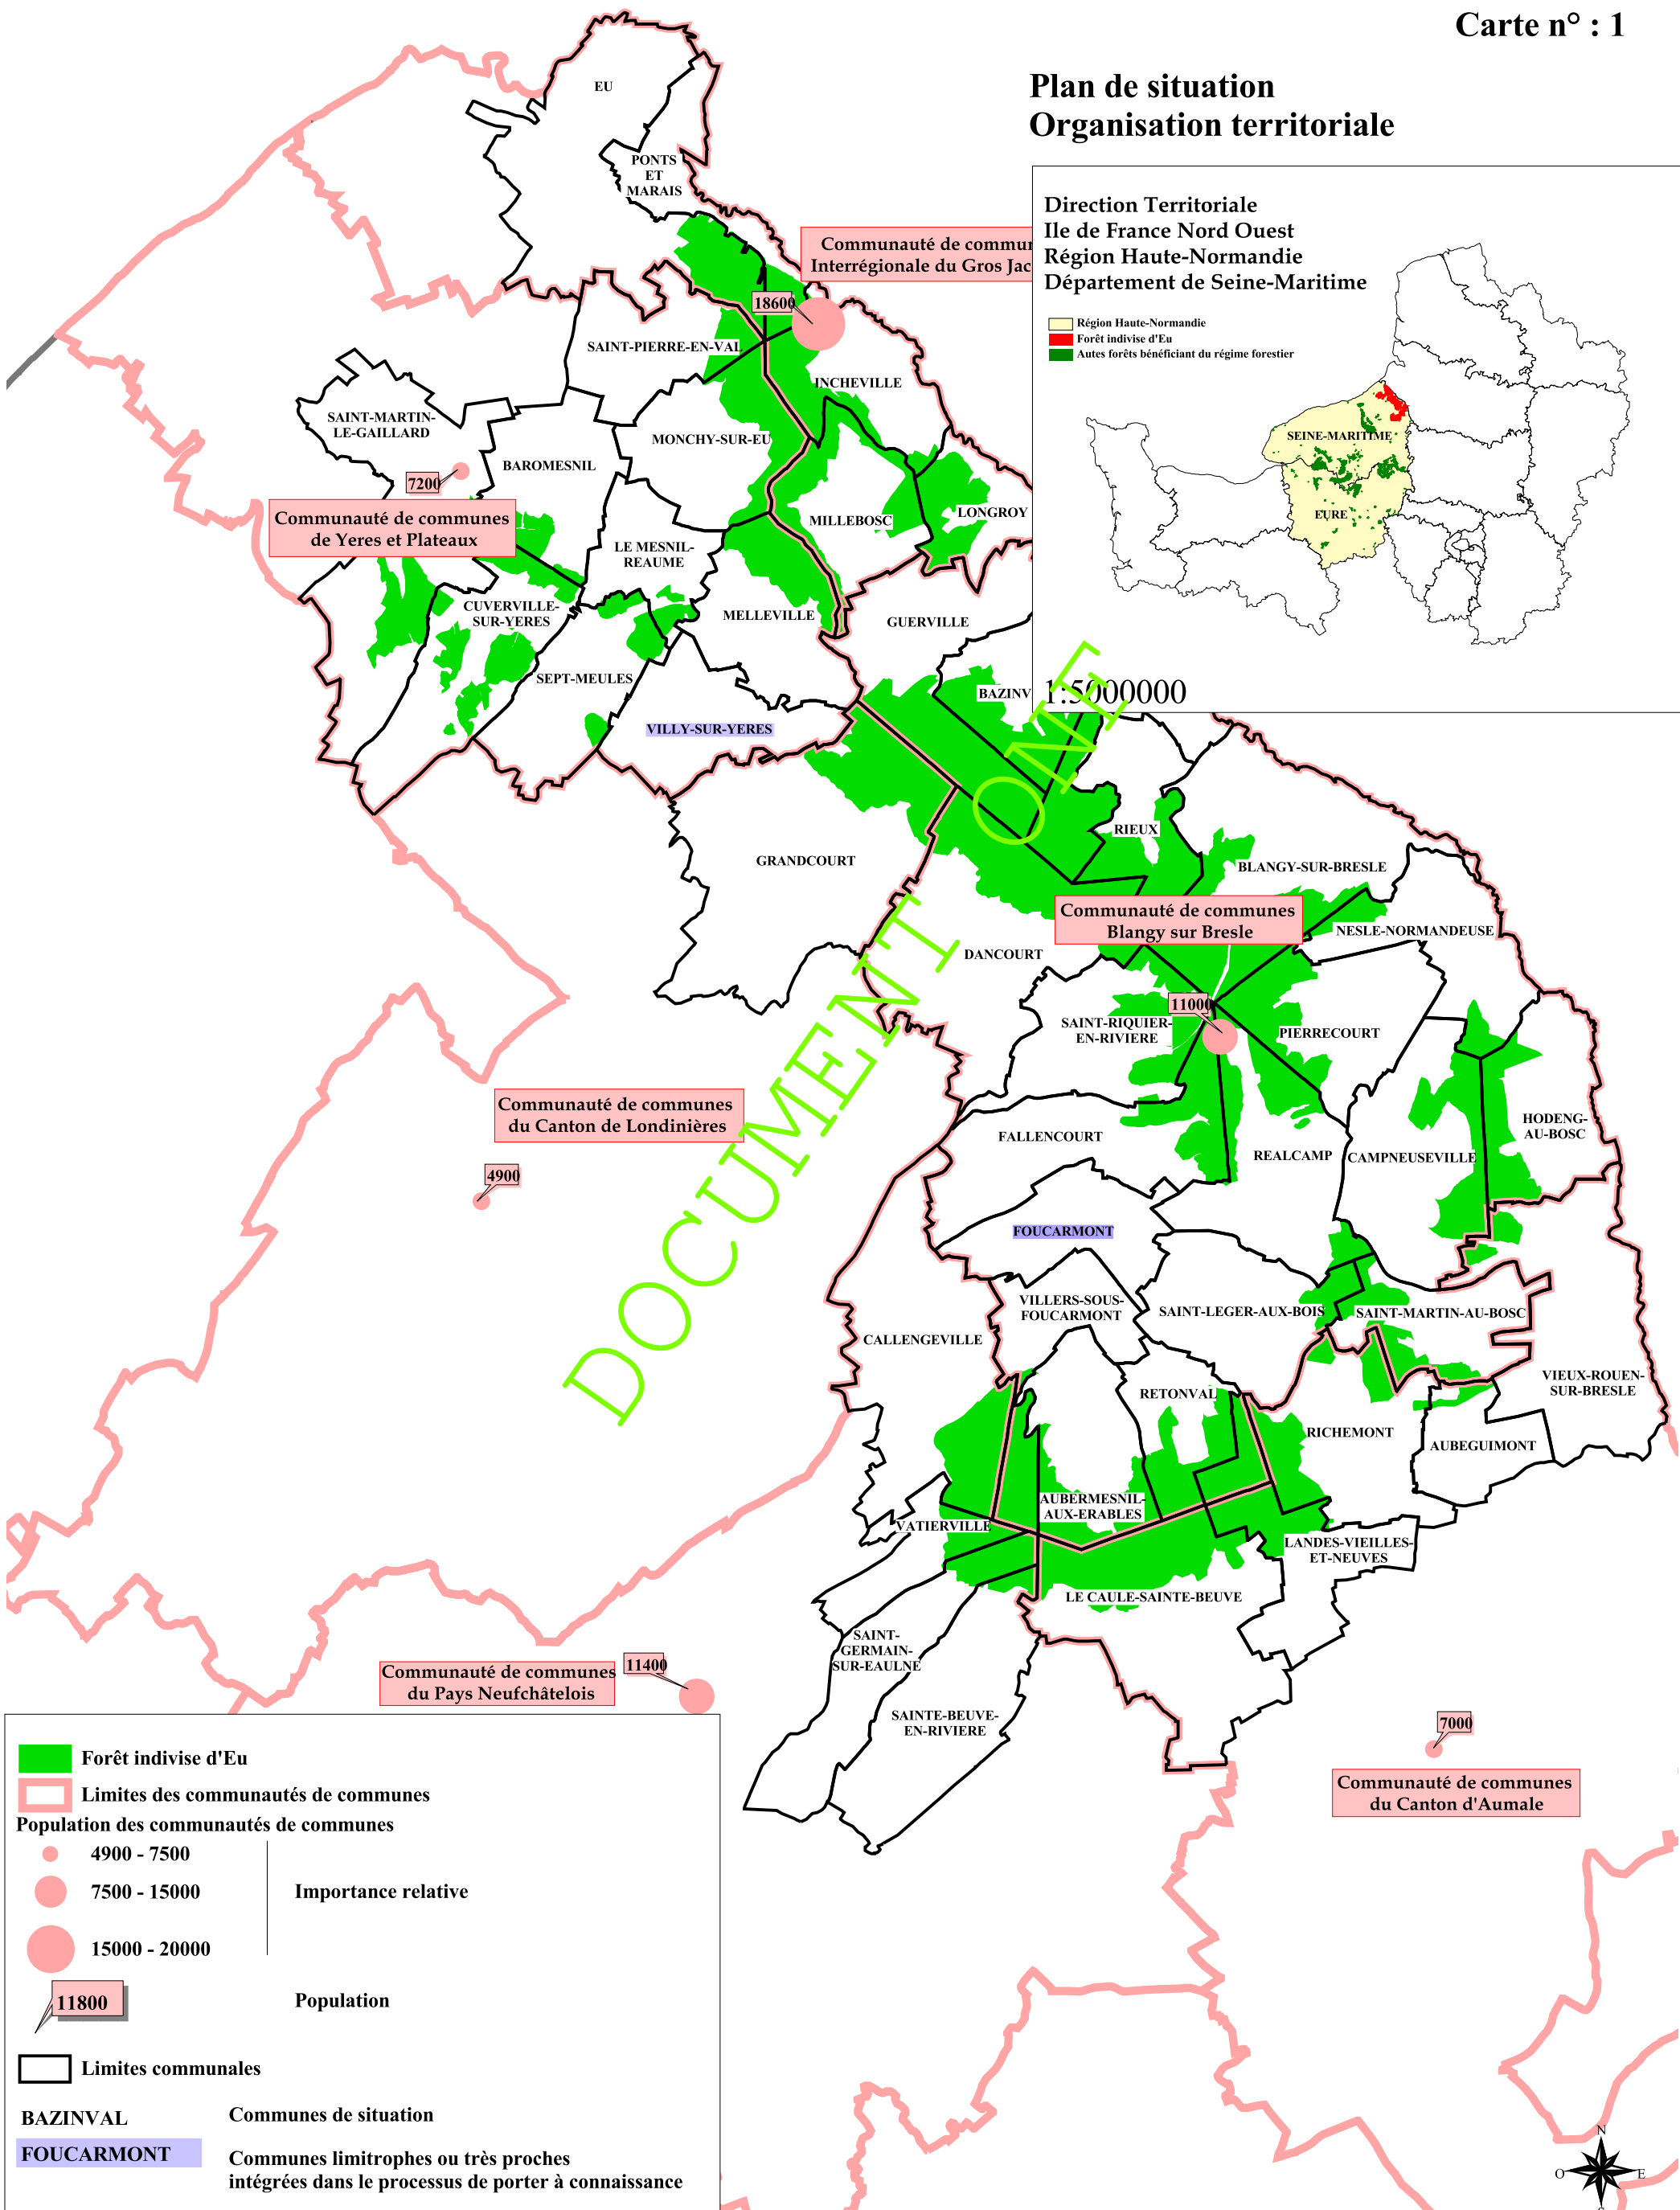 Carte n° : 1
Plan de situation
Organisation territoriale
Direction Territoriale
Ile de France Nord Ouest
Région Haute-Normandie
Département de Seine-Maritime
Région Haute-Normandie
Forêt indivise d'Eu
Autes forêts bénéficiant du régime forestier
SEINE-MARITIME
EURE
1:5000000
EU
PONTS
ET
MARAIS
Communauté de commun
Interrégionale du Gros Jac
18600
SAINT-PIERRE-EN-VAL
INCHEVILLE
SAINT-MARTIN-
LE-GAILLARD
MONCHY-SUR-EU
BAROMESNIL
7200
Communauté de communes
de Yeres et Plateaux
MILLEBOSC
LONGROY
LE MESNIL-
REAUME
CUVERVILLE-
SUR-YERES
MELLEVILLE
GUERVILLE
SEPT-MEULES
BAZINV
VILLY-SUR-YERES
RIEUX
GRANDCOURT
BLANGY-SUR-BRESLE
Communauté de communes
Blangy sur Bresle
NESLE-NORMANDEUSE
DANCOURT
11000
SAINT-RIQUIER-
EN-RIVIERE
PIERRECOURT
Communauté de communes
du Canton de Londinières
HODENG-
AU-BOSC
FALLENCOURT
REALCAMP
CAMPNEUSEVILLE
4900
FOUCARMONT
VILLERS-SOUS-
FOUCARMONT
SAINT-LEGER-AUX-BOIS
SAINT-MARTIN-AU-BOSC
CALLENGEVILLE
VIEUX-ROUEN-
SUR-BRESLE
RETONVAL
RICHEMONT
AUBEGUIMONT
AUBERMESNIL-
AUX-ERABLES
VATIERVILLE
LANDES-VIEILLES-
ET-NEUVES
LE CAULE-SAINTE-BEUVE
SAINT-
GERMAIN-
SUR-EAULNE
Communauté de communes
du Pays Neufchâtelois
11400
SAINTE-BEUVE-
EN-RIVIERE
7000
Communauté de communes
du Canton d'Aumale
DOCUMENT ONF
Forêt indivise d'Eu
Limites des communautés de communes
Population des communautés de communes
4900 - 7500
7500 - 15000
Importance relative
15000 - 20000
11800
Population
Limites communales
BAZINVAL
Communes de situation
FOUCARMONT
Communes limitrophes ou très proches
intégrées dans le processus de porter à connaissance
N
O
E